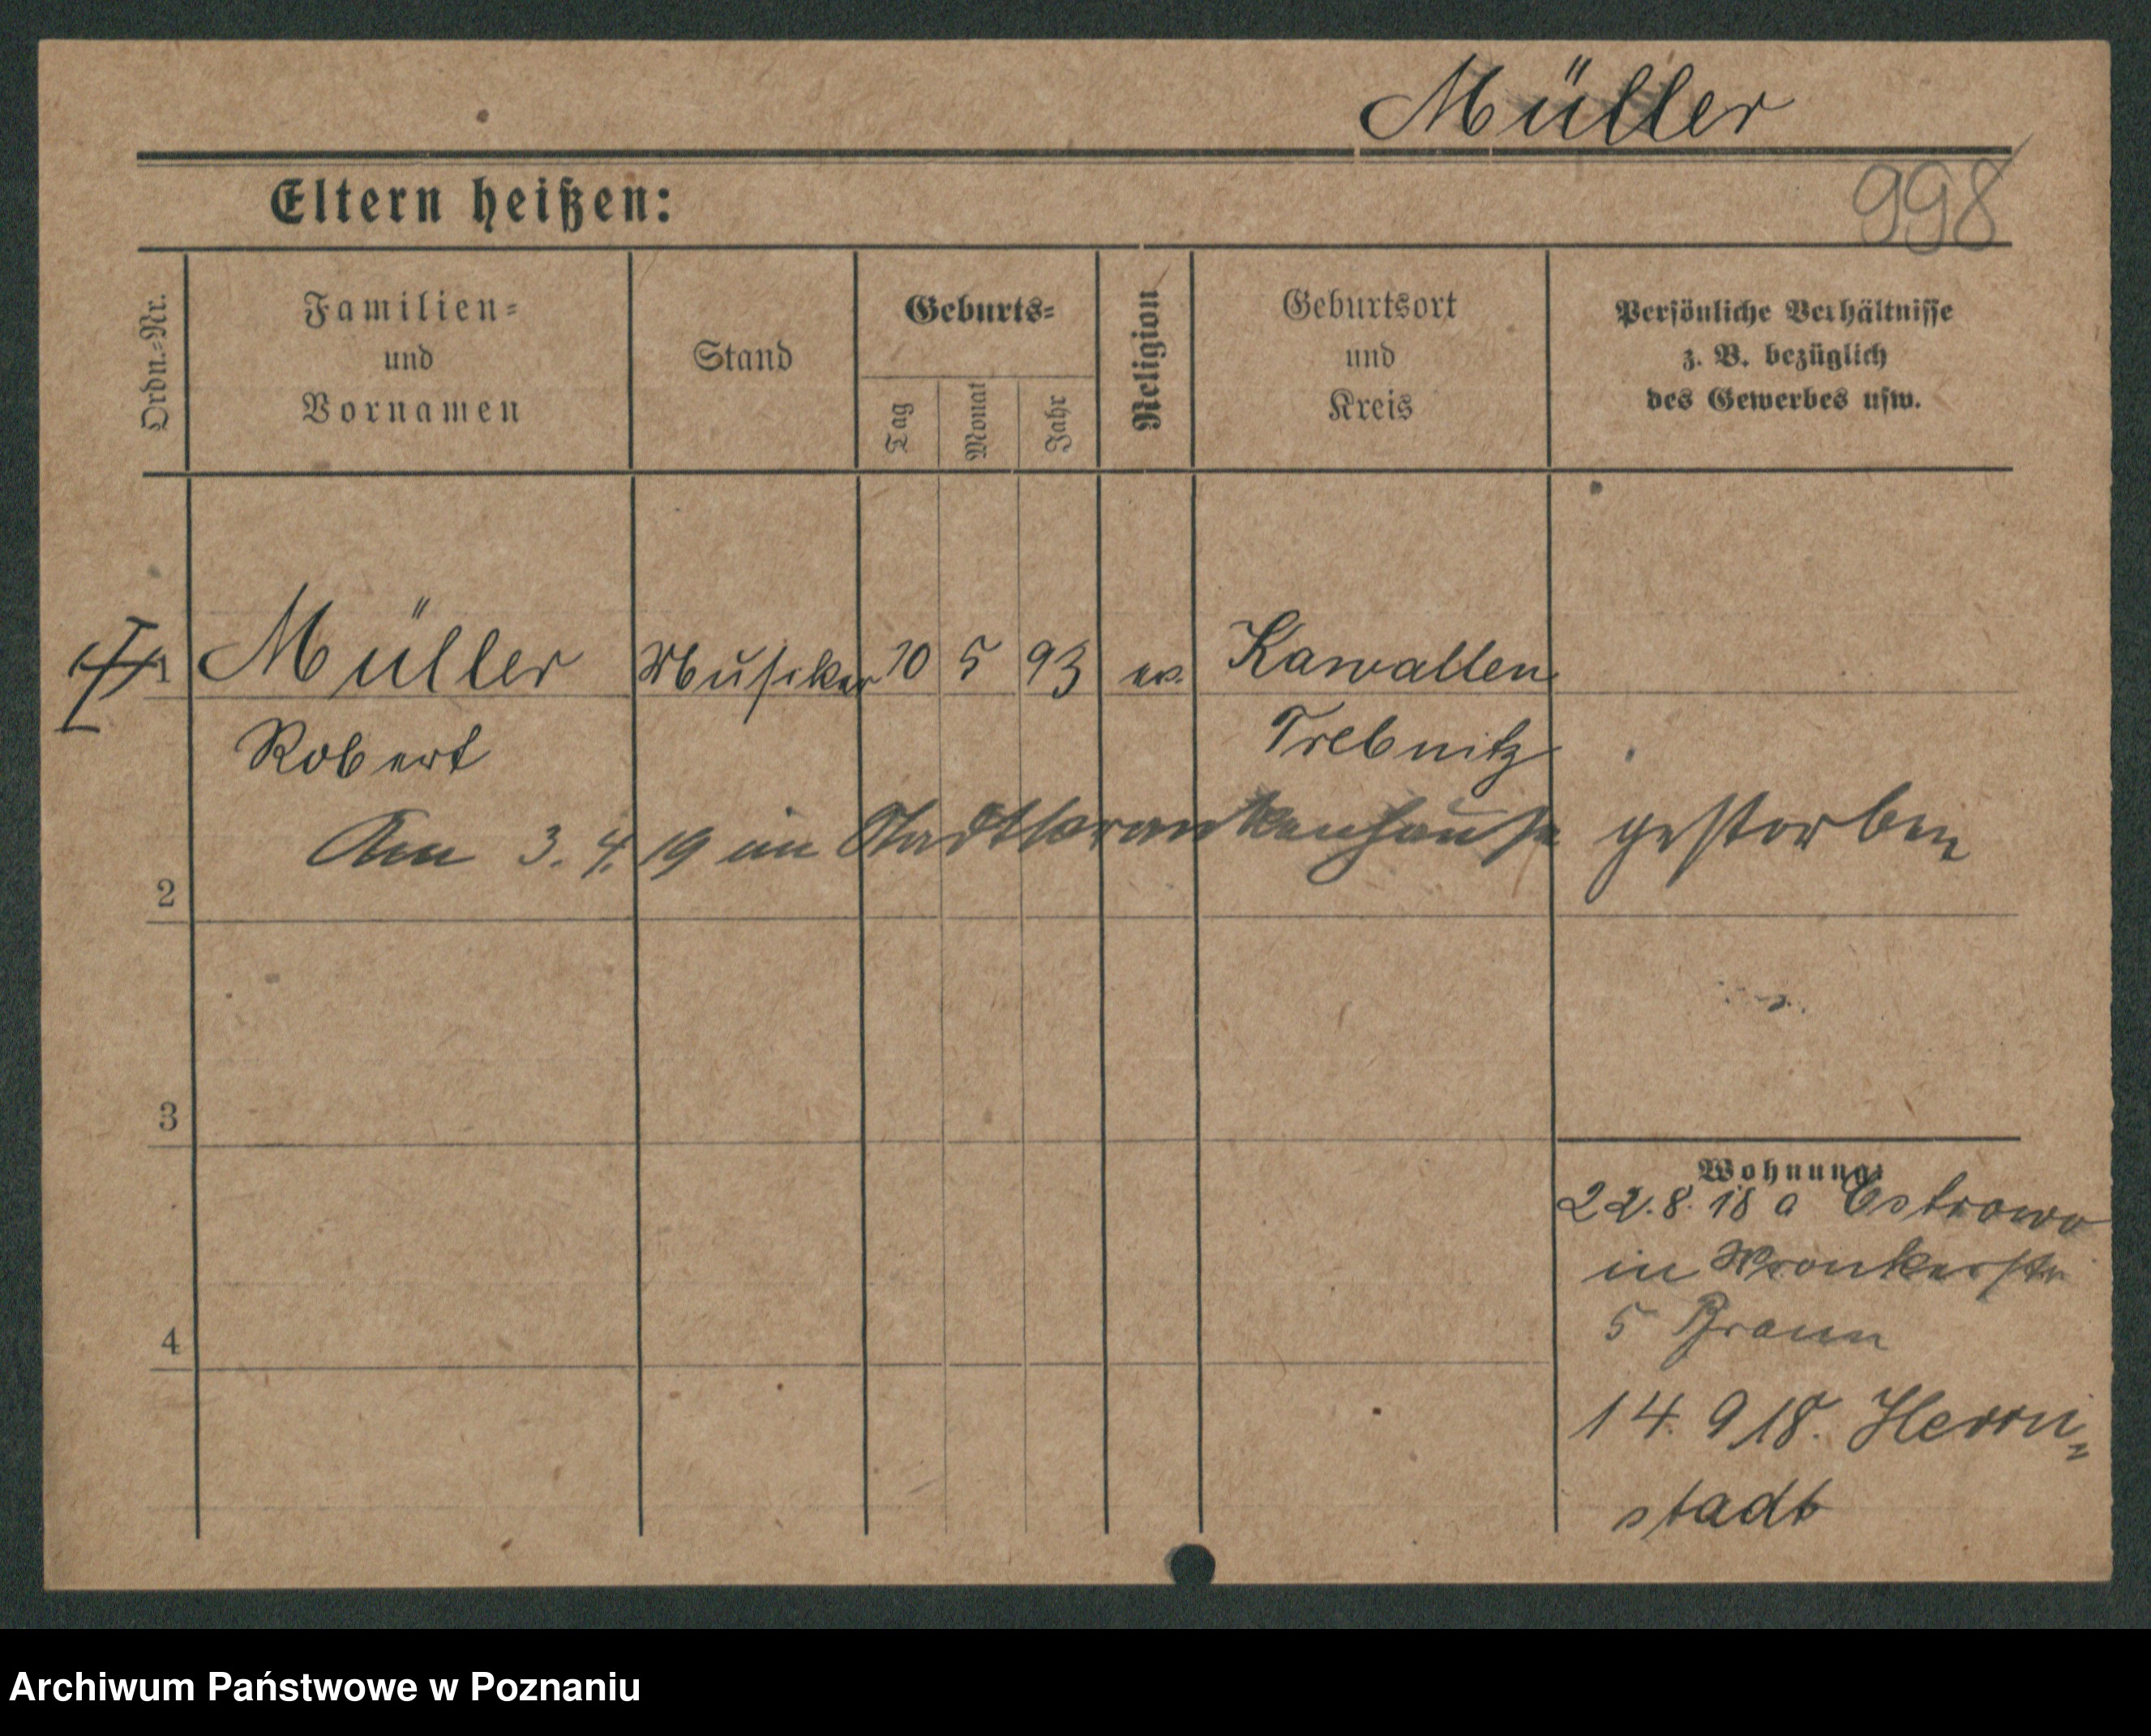 Müller
Eltern heißen:
998
Ordn.-Nr.
Familien-
und
Vornamen
Stand
Geburts-
Tag
Monat
Jahr
Religion
Geburtsort
und
Kreis
Persönliche Verhältnisse
z. B. bezüglich
des Gewerbes usw.
1 Müller Musiker 10 5 93 ev. Kawallen
Robert Trebnitz
Am 3. 4. 19 im Stadtkrankenhause gestorben
2
3
4
Wohnung:
22.8.18 a Ostrowo
in Wronkerstr
5 Braun
14. 9 18. Herrn-
stadt
Archiwum Państwowe w Poznaniu